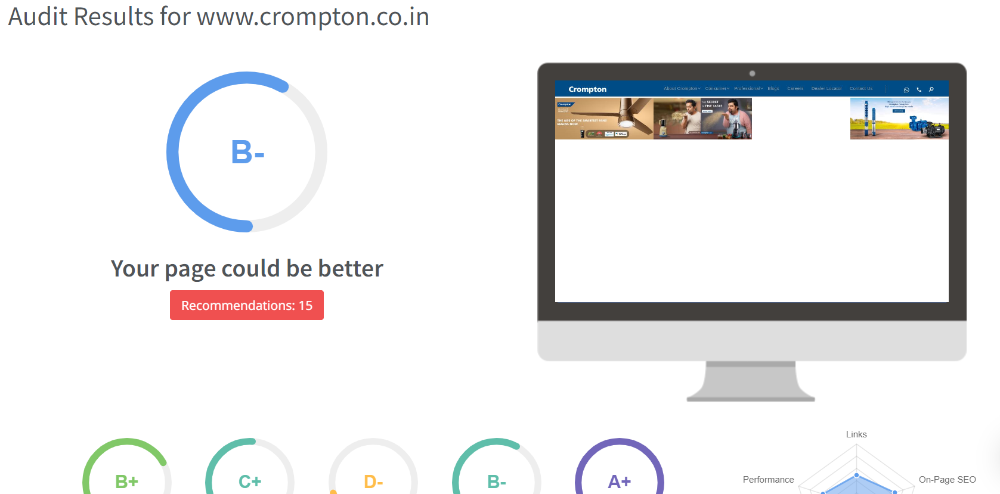 Audit Results for www.crompton.co.in
B-
Your page could be better
Recommendations: 15
Crompton
About Crompton
Consumer
Professional
Blogs
Careers
Dealer Locator
Contact Us
Crompton
THE AGE OF THE SMARTEST FANS
BEGINS NOW.
THE SECRET
OF FINE TASTE
B+
C+
D-
B-
A+
Links
Performance
On-Page SEO